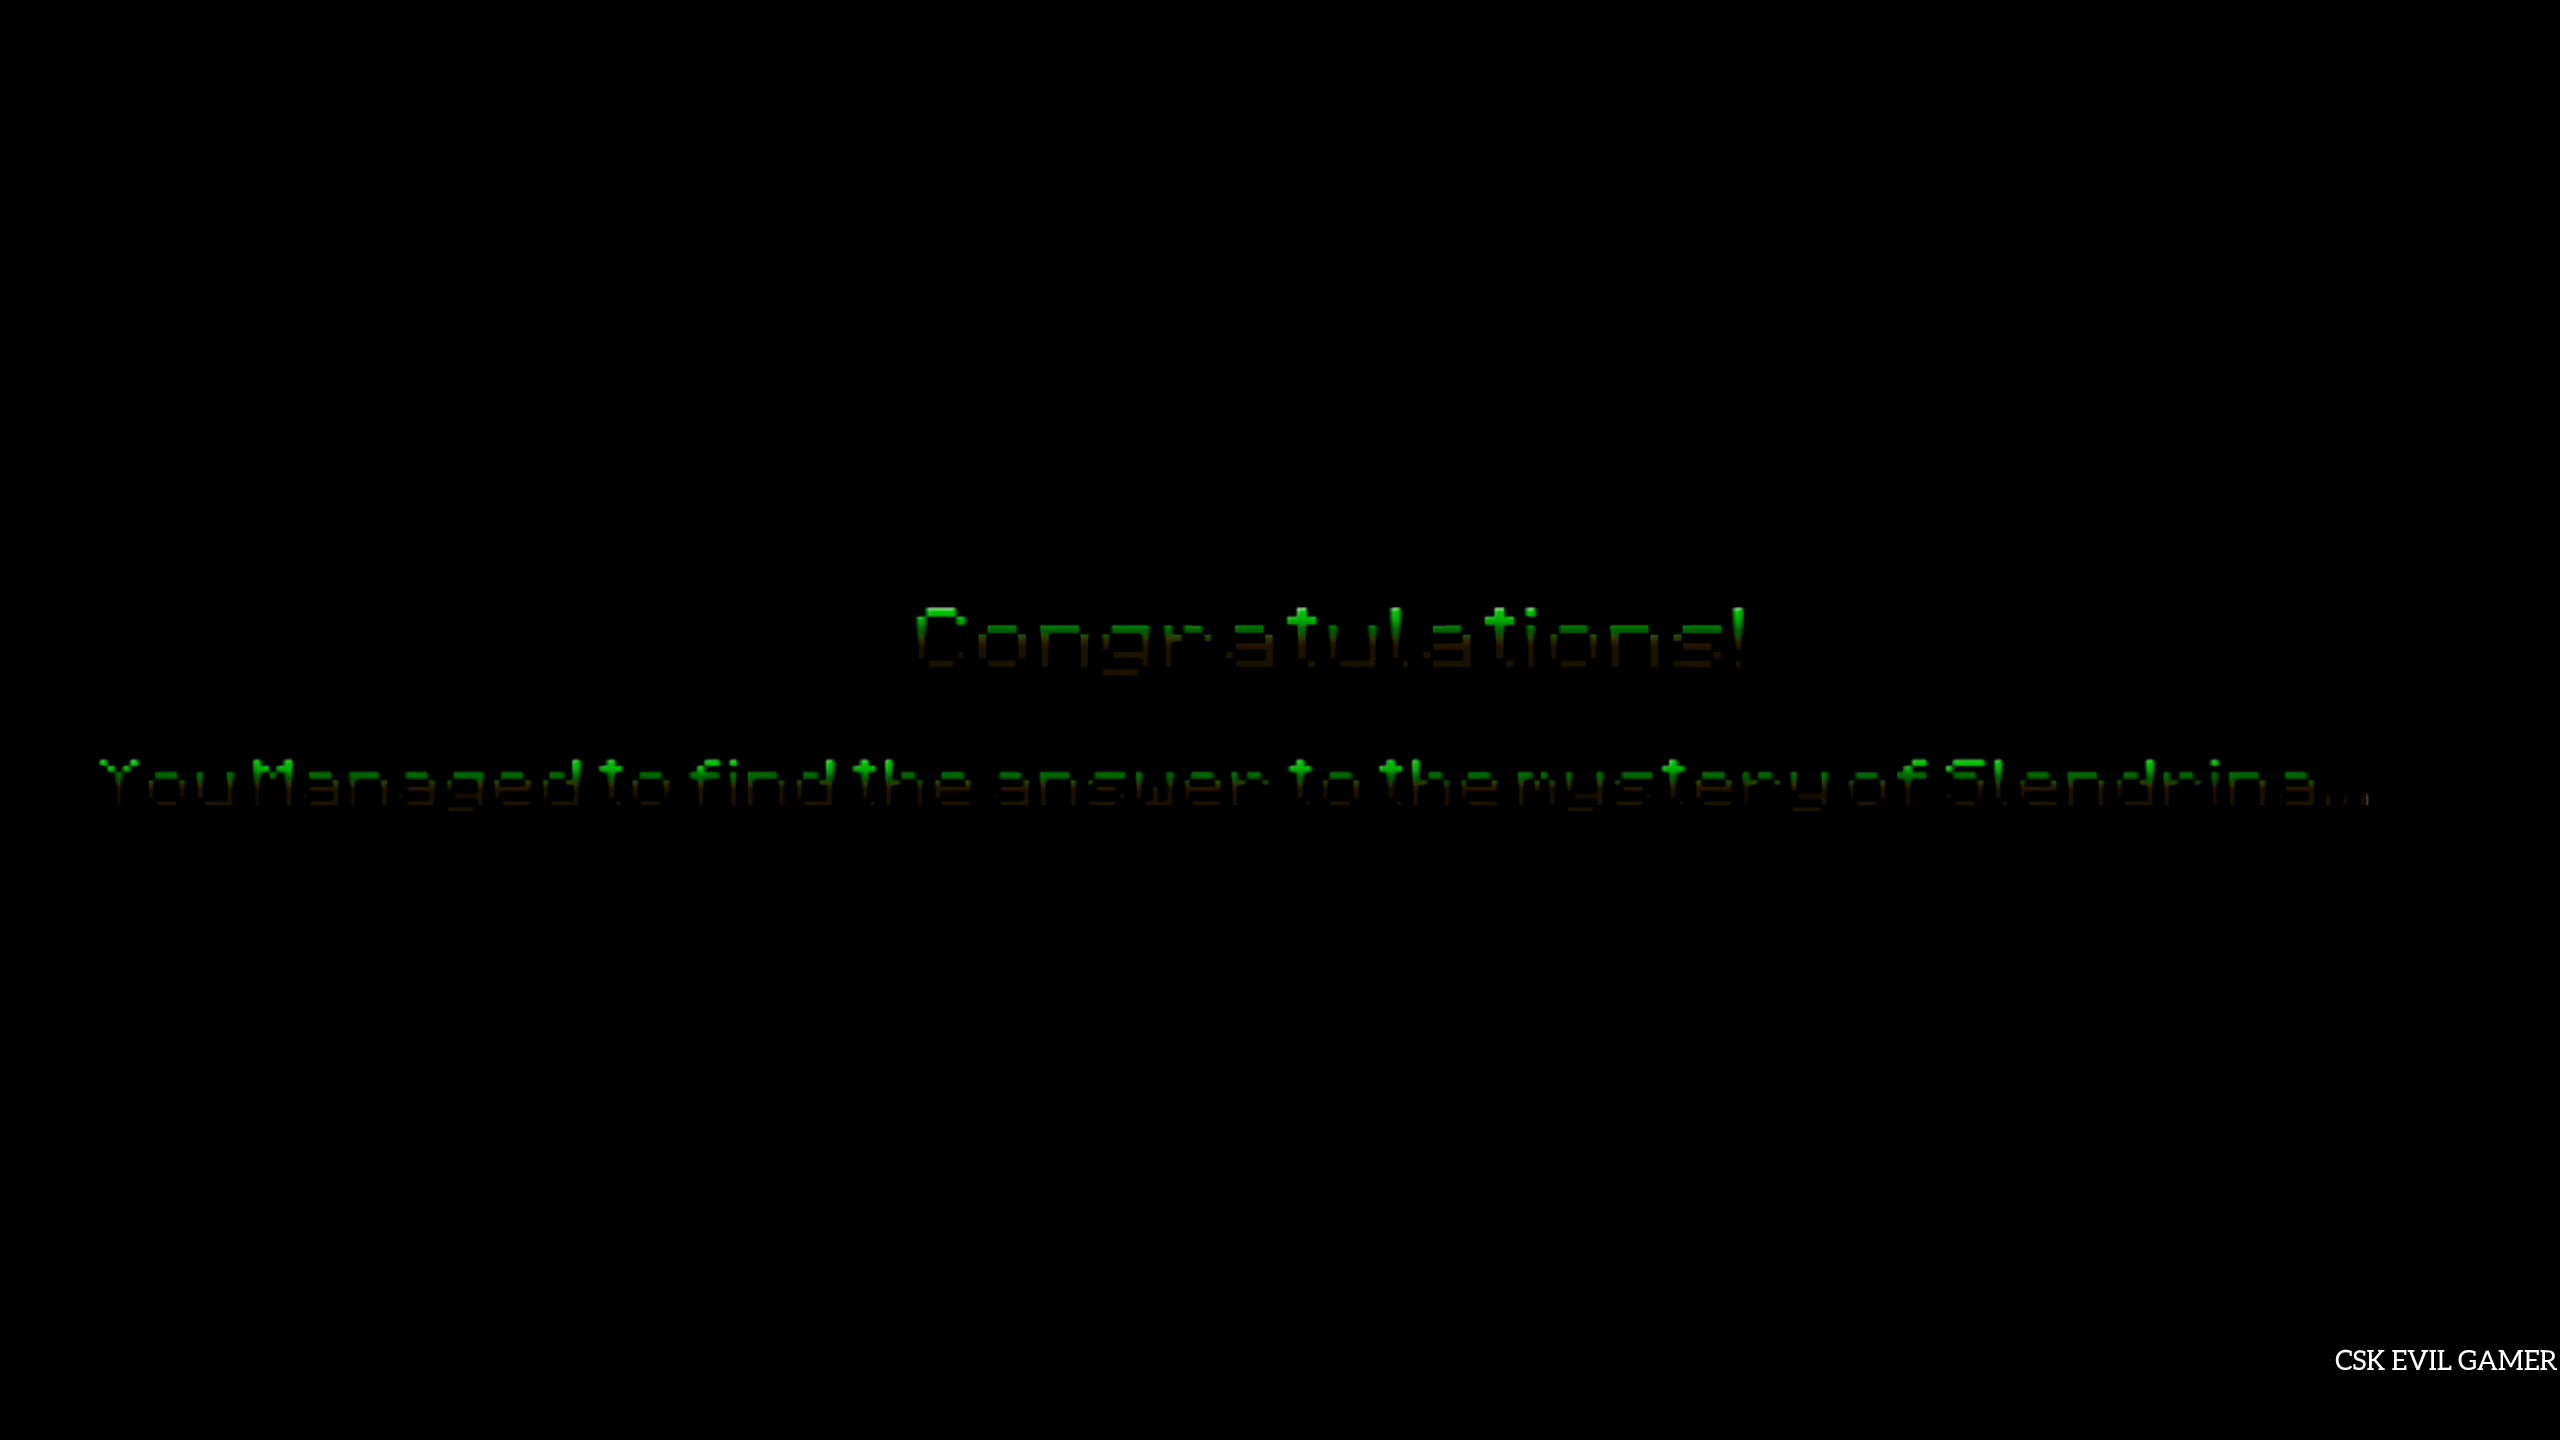 Congratulations!
You Managed to find the answer to the mystery of Slendrina...
CSK EVIL GAMER